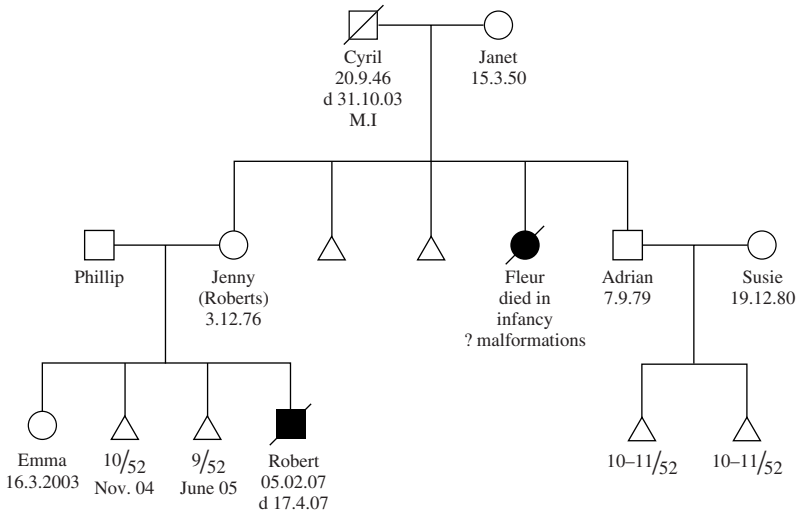 Cyril
20.9.46
d 31.10.03
M.I
Janet
15.3.50
Phillip
Jenny
(Roberts)
3.12.76
Fleur
died in
infancy
? malformations
Adrian
7.9.79
Susie
19.12.80
Emma
16.3.2003
10/52
Nov. 04
9/52
June 05
Robert
05.02.07
d 17.4.07
10–11/52
10–11/52